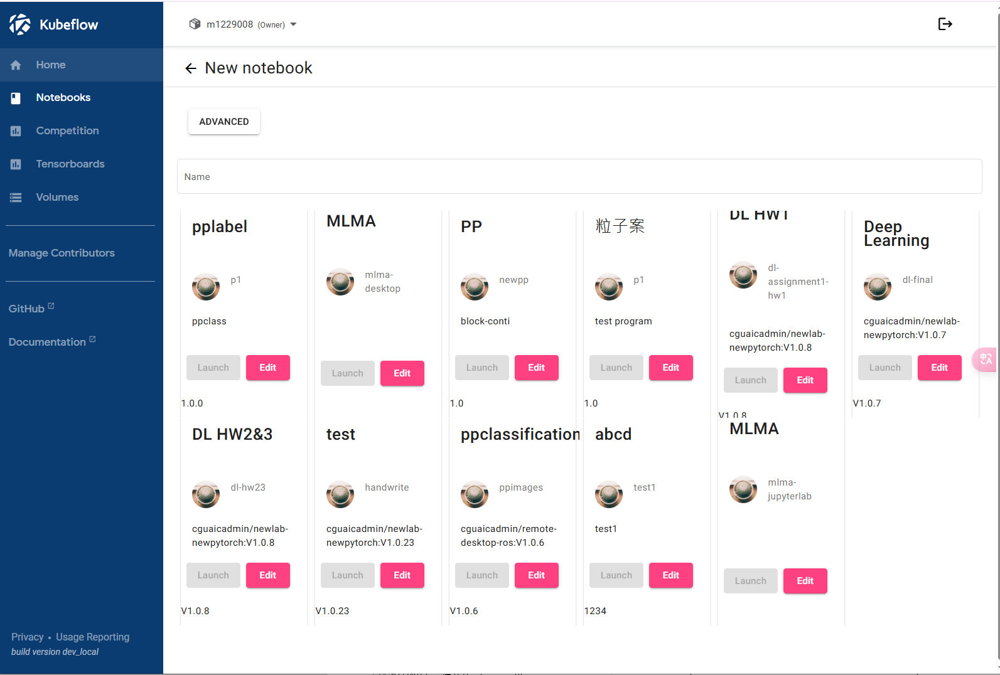 Kubeflow
m1229008 (Owner)
Home
Notebooks
Competition
Tensorboards
Volumes
Manage Contributors
GitHub
Documentation
Privacy • Usage Reporting
build version dev_local
New notebook
ADVANCED
Name
pplabel
p1
ppclass
Launch Edit
1.0.0
MLMA
mlma-
desktop
Launch Edit
PP
newpp
block-conti
Launch Edit
1.0
粒子案
p1
test program
Launch Edit
1.0
DL HW1
dl-
assignment1-
hw1
cguaicadmin/newlab-
newpytorch:V1.0.8
Launch Edit
V1.0.8
Deep
Learning
dl-final
cguaicadmin/newlab-
newpytorch:V1.0.7
Launch Edit
V1.0.7
DL HW2&3
dl-hw23
cguaicadmin/newlab-
newpytorch:V1.0.8
Launch Edit
V1.0.8
test
handwrite
cguaicadmin/newlab-
newpytorch:V1.0.23
Launch Edit
V1.0.23
ppclassification
ppimages
cguaicadmin/remote-
desktop-ros:V1.0.6
Launch Edit
V1.0.6
abcd
test1
test1
Launch Edit
1234
MLMA
mlma-
jupyterlab
Launch Edit
中A